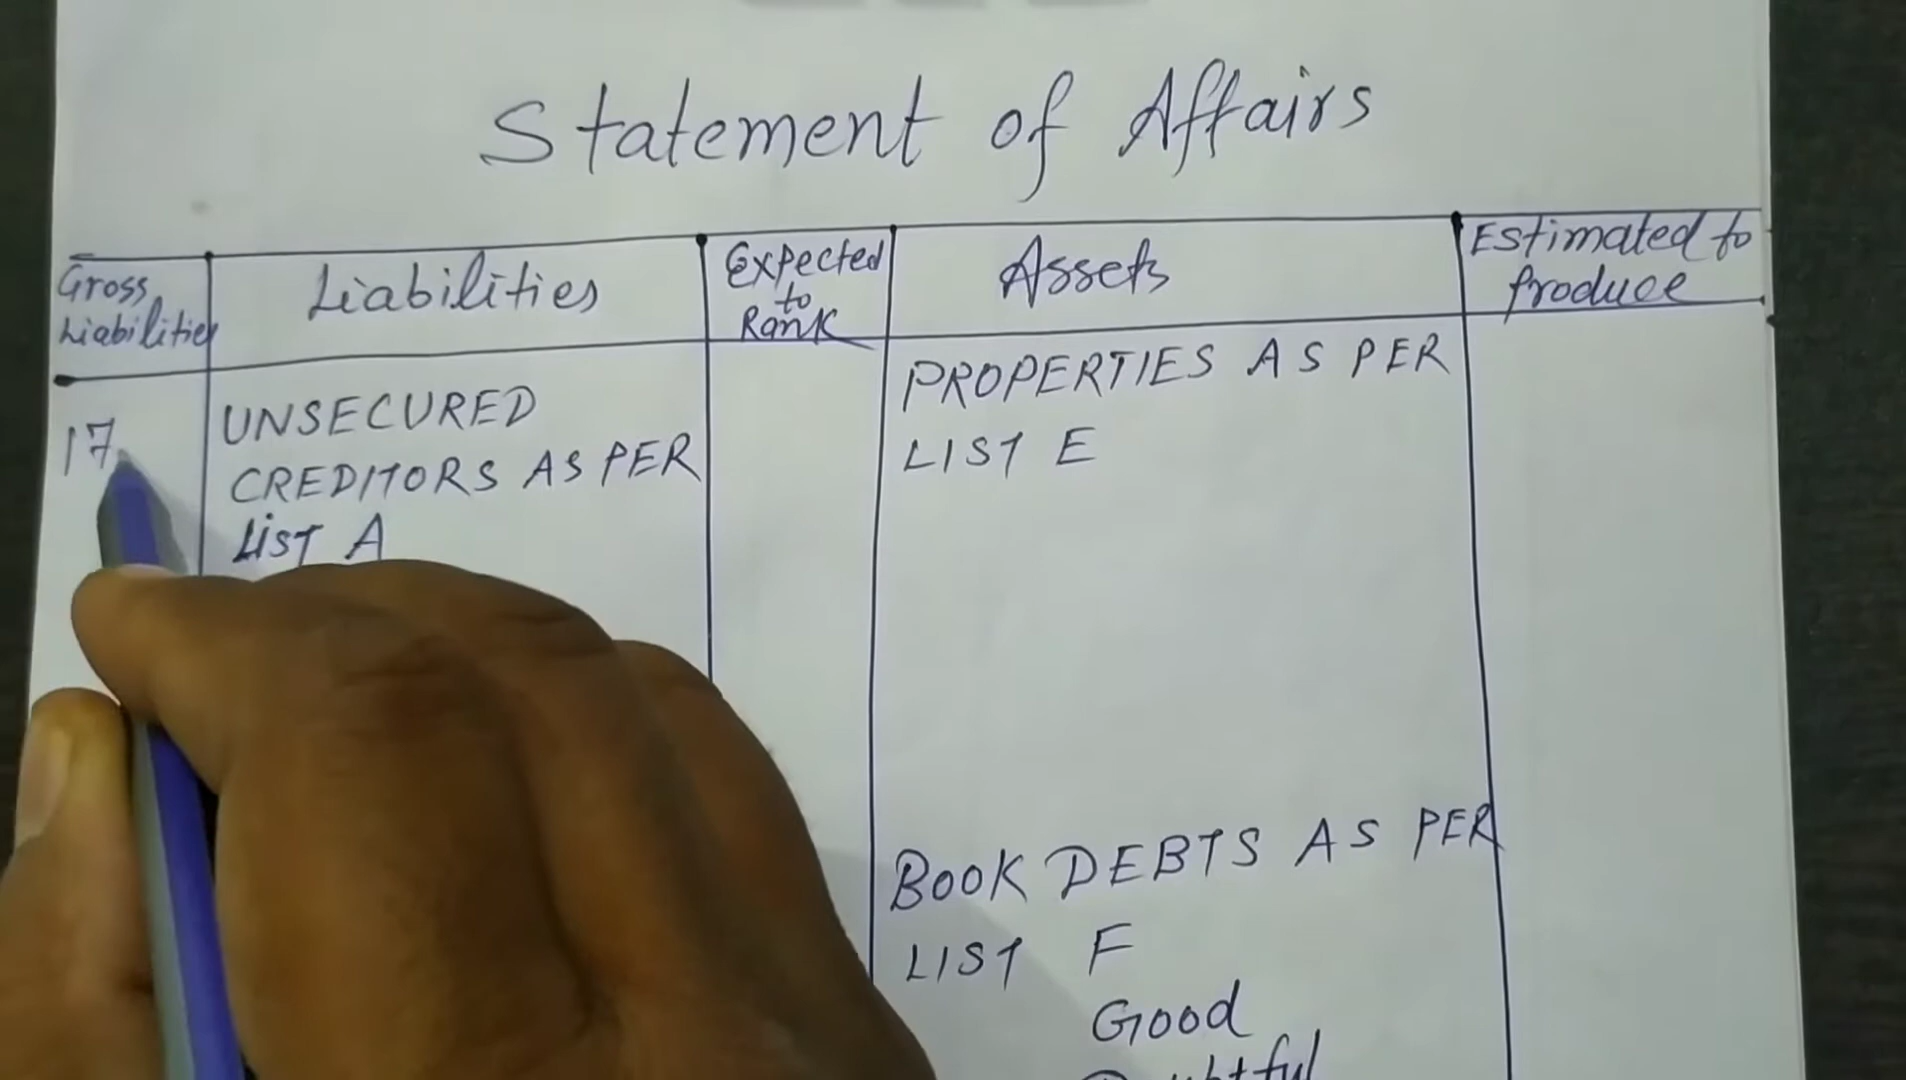 Statement of Affairs
Gross Liabilities
Liabilities
Expected to Rank
Assets
Estimated to produce
17
UNSECURED
CREDITORS AS PER
LIST A
PROPERTIES AS PER
LIST E
BOOK DEBTS AS PER
LIST F
Good
Doubtful